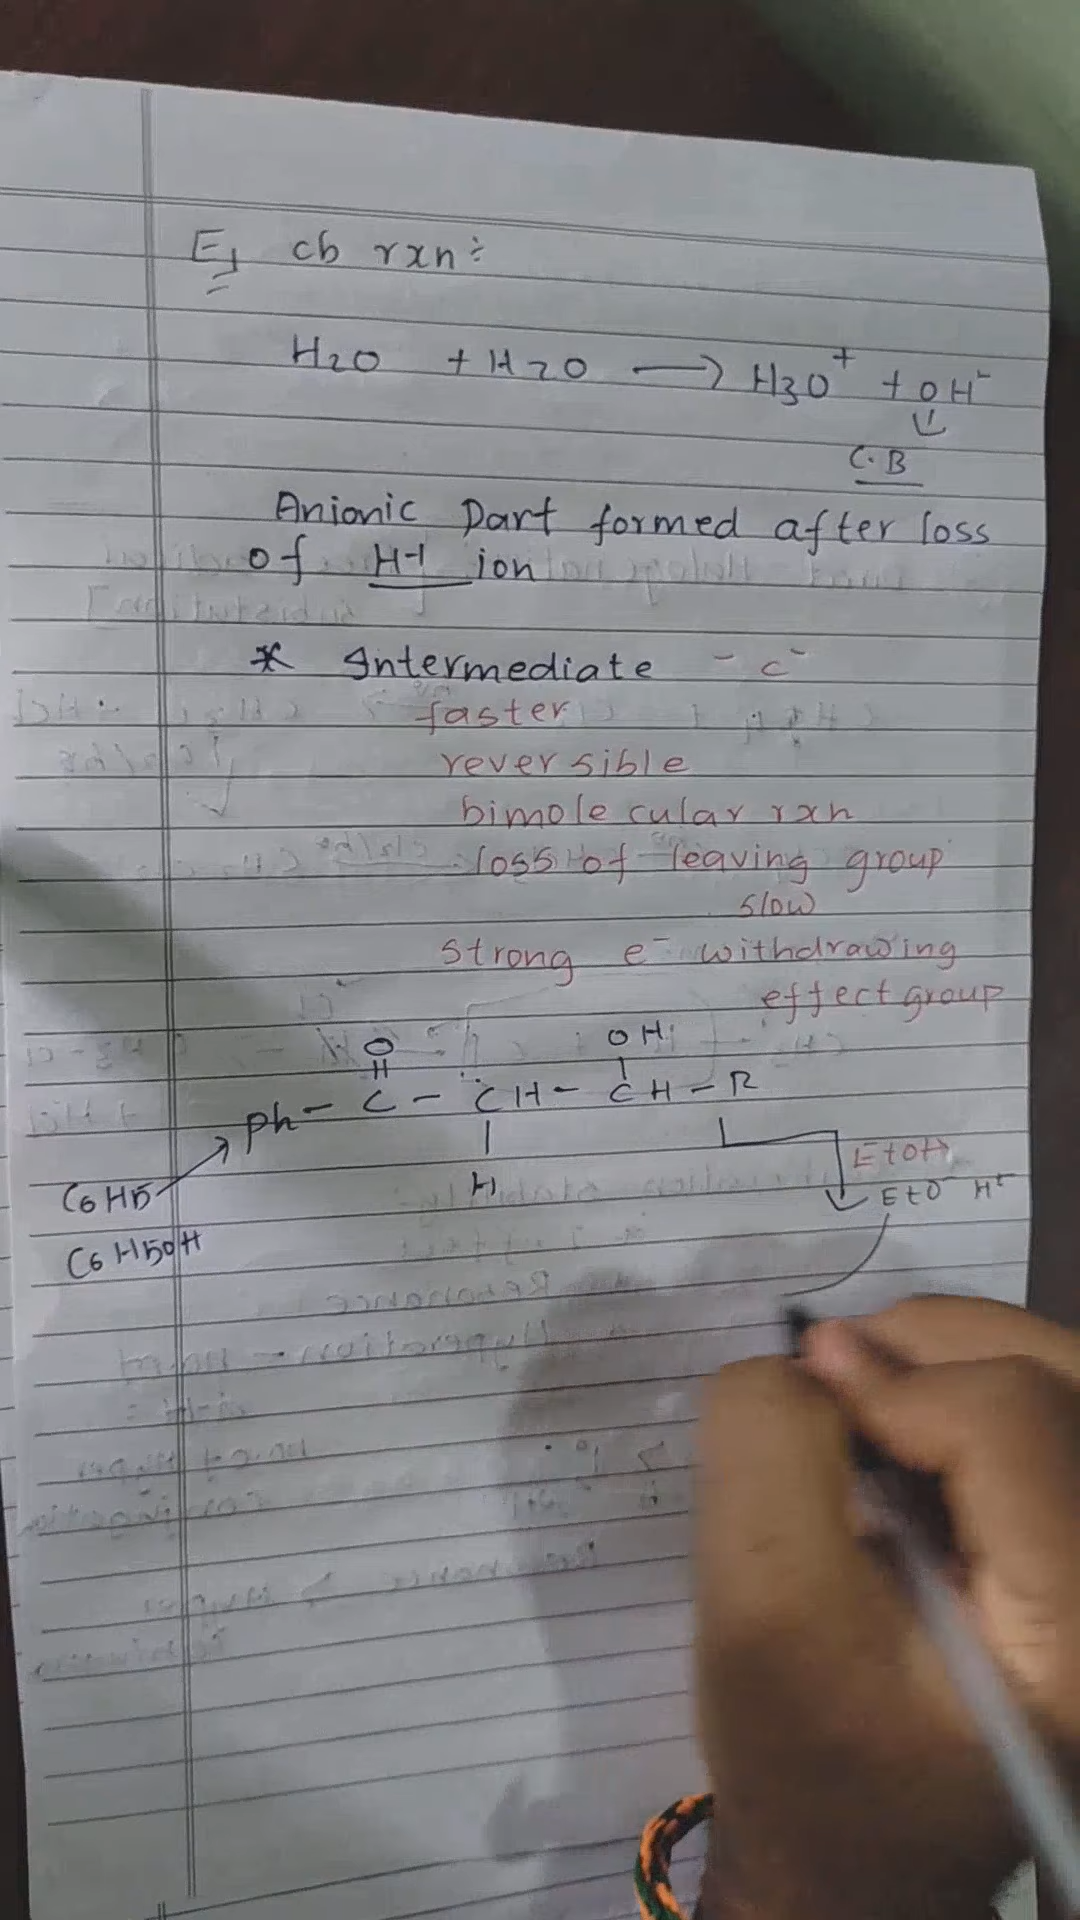 E1 cb rxn:
H2O + H2O ⟶ H3O+ + OH-
C.B
Anionic Part formed after loss
of H+ ion
* Intermediate - C-
faster
reversible
bimolecular rxn
loss of leaving group
slow
strong e- withdrawing
effect group
O OH
Ph - C - CH - CH - R
EtOH
C6H5 H EtO- H+
C6H5OH